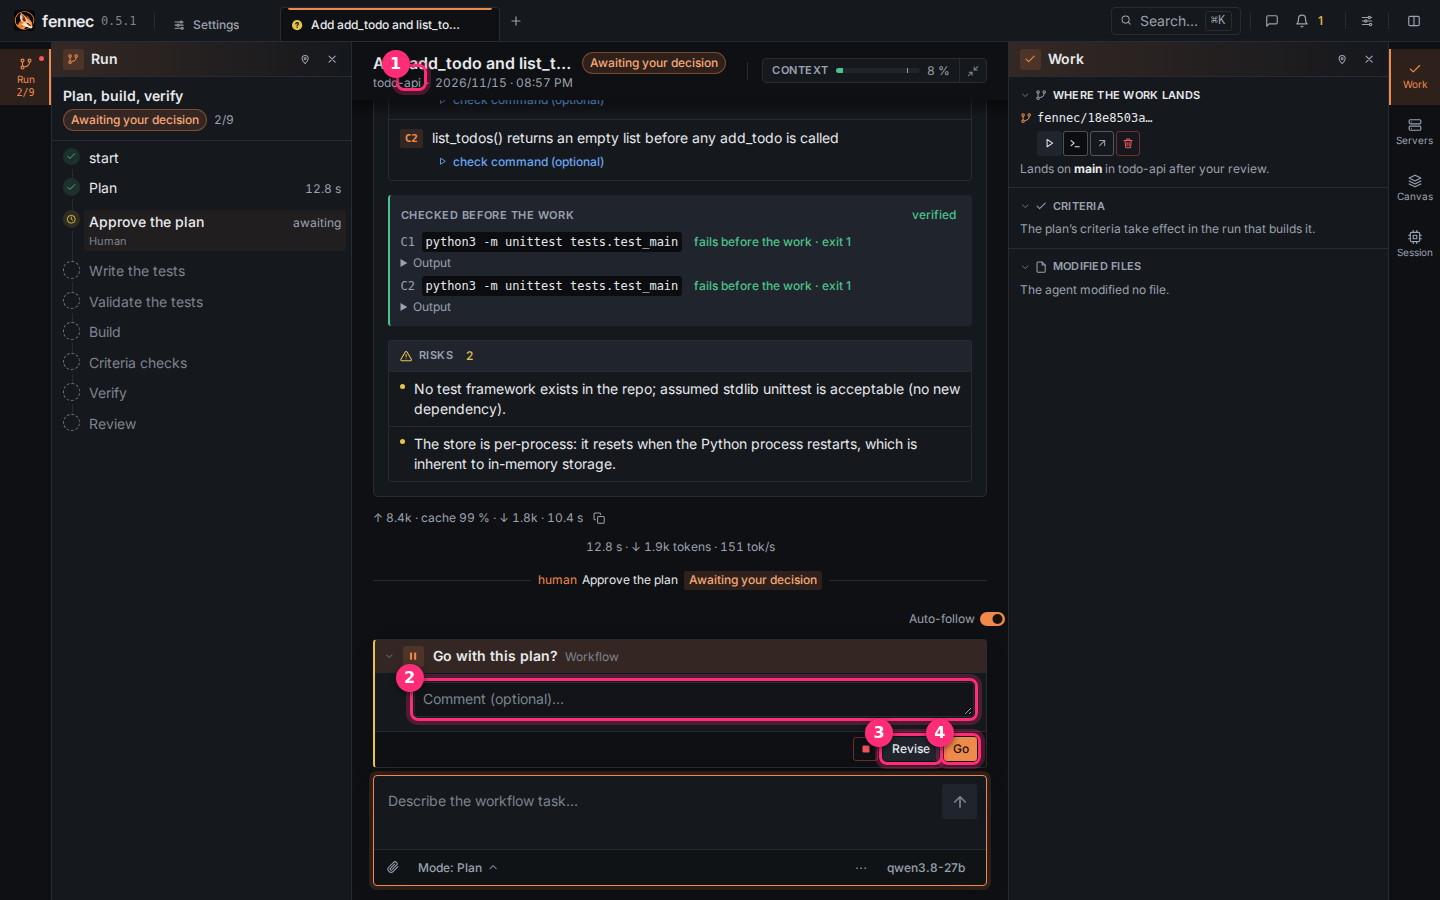 fennec 0.5.1
Settings
Add add_todo and list_to...
Search... ⌘K
1
Run
2/9
Run
Plan, build, verify
Awaiting your decision 2/9
start
Plan 12.8 s
Approve the plan awaiting
Human
Write the tests
Validate the tests
Build
Criteria checks
Verify
Review
1
add_todo and list_t... Awaiting your decision
todo-api · 2026/11/15 · 08:57 PM
CONTEXT 8 %
check command (optional)
C2 list_todos() returns an empty list before any add_todo is called
check command (optional)
CHECKED BEFORE THE WORK verified
C1 python3 -m unittest tests.test_main fails before the work · exit 1
Output
C2 python3 -m unittest tests.test_main fails before the work · exit 1
Output
RISKS 2
No test framework exists in the repo; assumed stdlib unittest is acceptable (no new
dependency).
The store is per-process: it resets when the Python process restarts, which is
inherent to in-memory storage.
↑ 8.4k · cache 99 % · ↓ 1.8k · 10.4 s
12.8 s · ↓ 1.9k tokens · 151 tok/s
human Approve the plan Awaiting your decision
Auto-follow
Go with this plan? Workflow
2
Comment (optional)...
3
4
Revise
Go
Describe the workflow task...
Mode: Plan
... qwen3.8-27b
Work
WHERE THE WORK LANDS
fennec/18e8503a...
Lands on main in todo-api after your review.
CRITERIA
The plan's criteria take effect in the run that builds it.
MODIFIED FILES
The agent modified no file.
Work
Servers
Canvas
Session